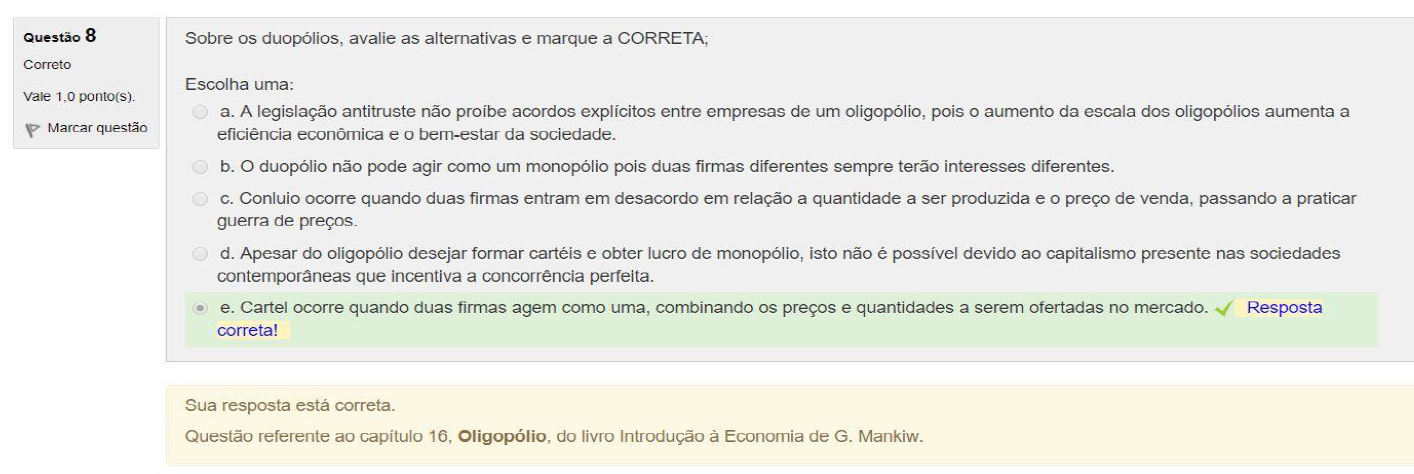 Questão 8
Correto
Vale 1,0 ponto(s).
Marcar questão
Sobre os duopólios, avalie as alternativas e marque a CORRETA;
Escolha uma:
a. A legislação antitruste não proíbe acordos explícitos entre empresas de um oligopólio, pois o aumento da escala dos oligopólios aumenta a
eficiência econômica e o bem-estar da sociedade.
b. O duopólio não pode agir como um monopólio pois duas firmas diferentes sempre terão interesses diferentes.
c. Conluio ocorre quando duas firmas entram em desacordo em relação a quantidade a ser produzida e o preço de venda, passando a praticar
guerra de preços.
d. Apesar do oligopólio desejar formar cartéis e obter lucro de monopólio, isto não é possível devido ao capitalismo presente nas sociedades
contemporâneas que incentiva a concorrência perfeita.
e. Cartel ocorre quando duas firmas agem como uma, combinando os preços e quantidades a serem ofertadas no mercado. Resposta
correta!
Sua resposta está correta.
Questão referente ao capítulo 16, Oligopólio, do livro Introdução à Economia de G. Mankiw.